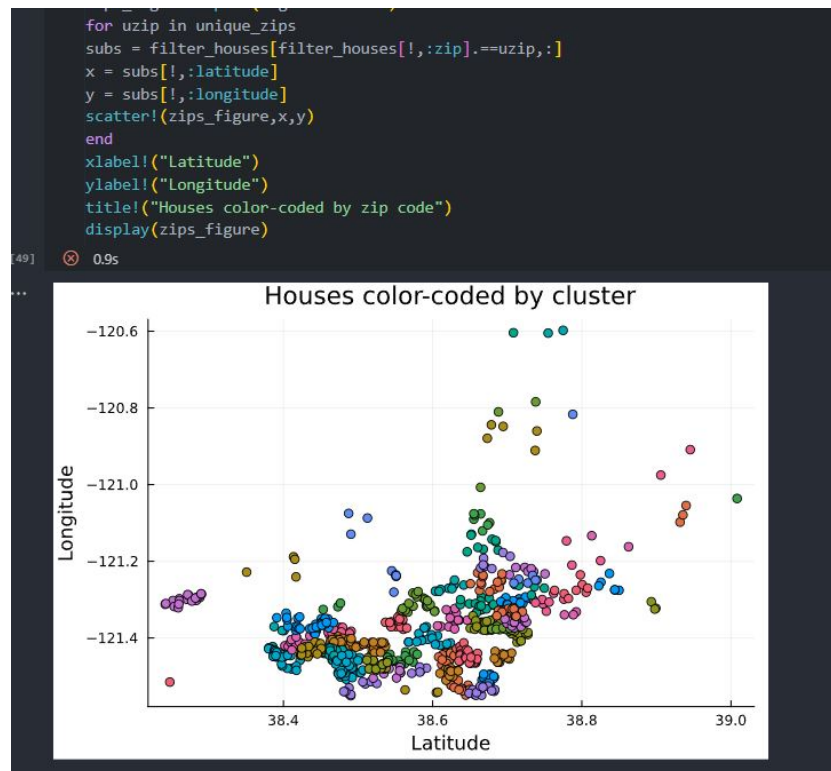 for uzip in unique_zips
subs = filter_houses[filter_houses[!,:zip].==uzip,:]
x = subs[!,:latitude]
y = subs[!,:longitude]
scatter!(zips_figure,x,y)
end
xlabel!("Latitude")
ylabel!("Longitude")
title!("Houses color-coded by zip code")
display(zips_figure)
[49]
0.9s
...
Houses color-coded by cluster
−120.6
−120.8
−121.0
−121.2
−121.4
Longitude
38.4 38.6 38.8 39.0
Latitude